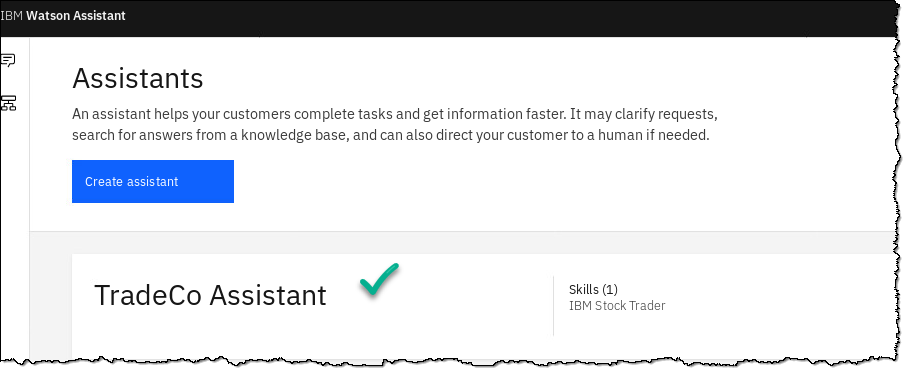 IBM Watson Assistant
Assistants
An assistant helps your customers complete tasks and get information faster. It may clarify requests,
search for answers from a knowledge base, and can also direct your customer to a human if needed.
Create assistant
TradeCo Assistant
Skills (1)
IBM Stock Trader